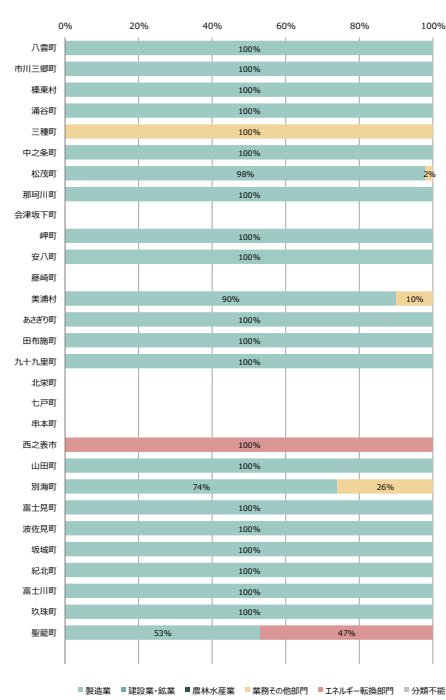 0% 20% 40% 60% 80% 100%
八雲町 100%
市川三郷町 100%
榛東村 100%
涌谷町 100%
三種町 100%
中之条町 100%
松茂町 98% 2%
那珂川町 100%
会津坂下町
岬町 100%
安八町 100%
藤崎町
美浦村 90% 10%
あさぎり町 100%
田布施町 100%
九十九里町 100%
北栄町
七戸町
串本町
西之表市 100%
山田町 100%
別海町 74% 26%
富士見町 100%
波佐見町 100%
坂城町 100%
紀北町 100%
富士川町 100%
玖珠町 100%
聖籠町 53% 47%
製造業 建設業・鉱業 農林水産業 業務その他部門 エネルギー転換部門 分類不能